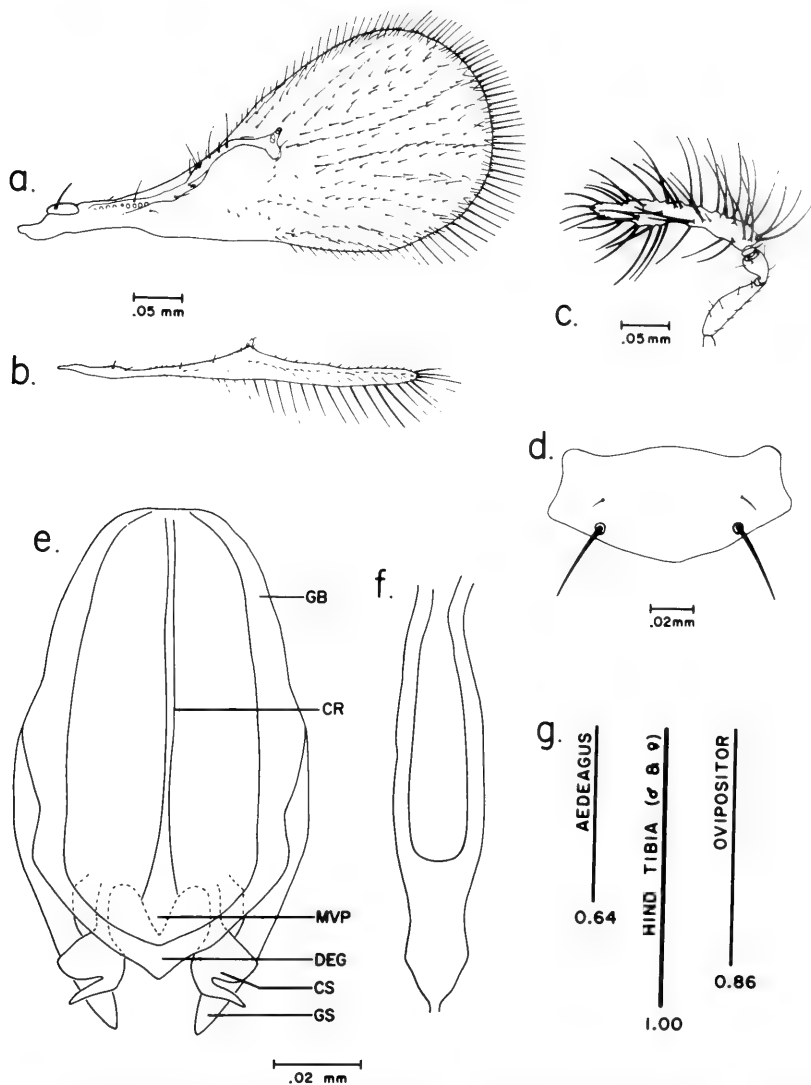 a.
.05 mm
c.
.05 mm
b.
d.
.02mm
e.
GB
CR
MVP
DEG
CS
GS
.02 mm
f.
g.
AEDEAGUS
0.64
HIND TIBIA (♂ & ♀)
1.00
OVIPOSITOR
0.86